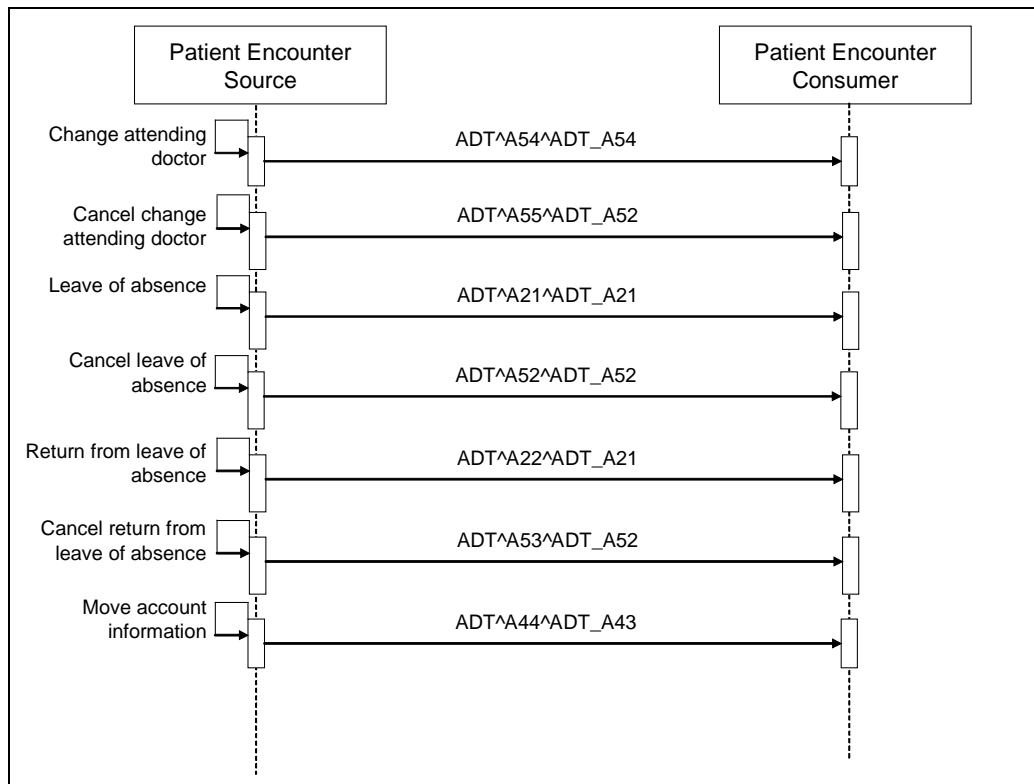 Patient Encounter
Source
Patient Encounter
Consumer
Change attending
doctor
ADT^A54^ADT_A54
Cancel change
attending doctor
ADT^A55^ADT_A52
Leave of absence
ADT^A21^ADT_A21
Cancel leave of
absence
ADT^A52^ADT_A52
Return from leave of
absence
ADT^A22^ADT_A21
Cancel return from
leave of absence
ADT^A53^ADT_A52
Move account
information
ADT^A44^ADT_A43